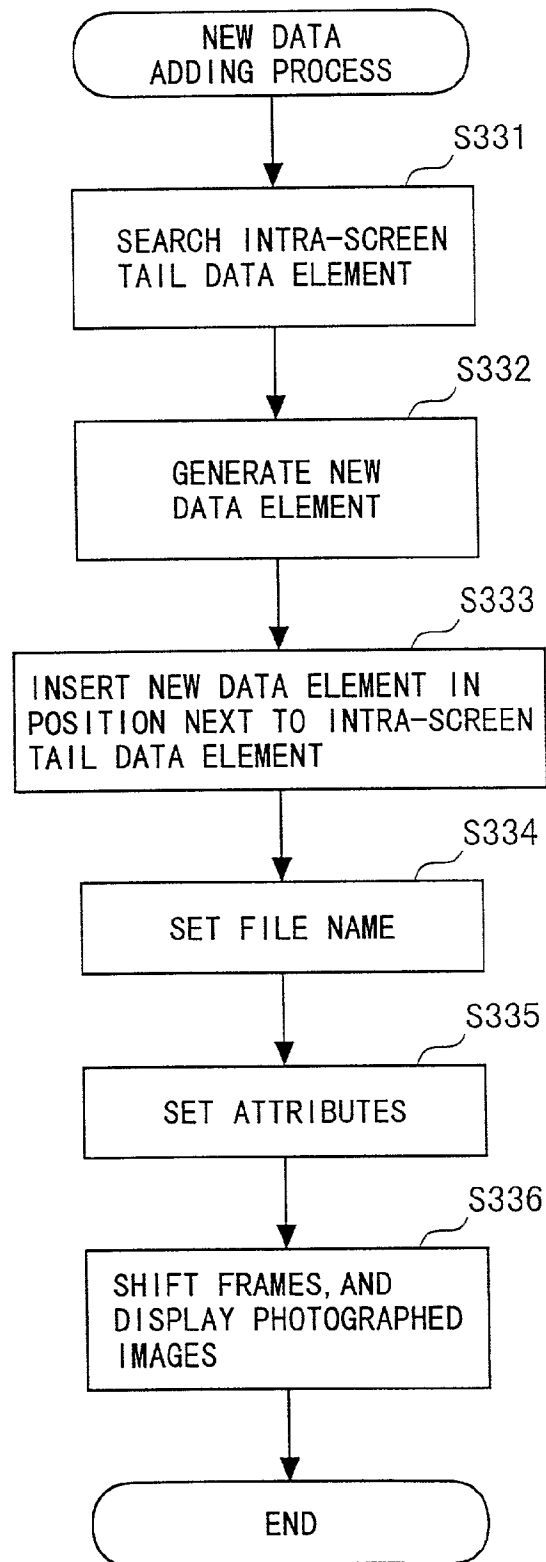 NEW DATA
ADDING PROCESS
S331
SEARCH INTRA-SCREEN
TAIL DATA ELEMENT
S332
GENERATE NEW
DATA ELEMENT
S333
INSERT NEW DATA ELEMENT IN
POSITION NEXT TO INTRA-SCREEN
TAIL DATA ELEMENT
S334
SET FILE NAME
S335
SET ATTRIBUTES
S336
SHIFT FRAMES, AND
DISPLAY PHOTOGRAPHED
IMAGES
END